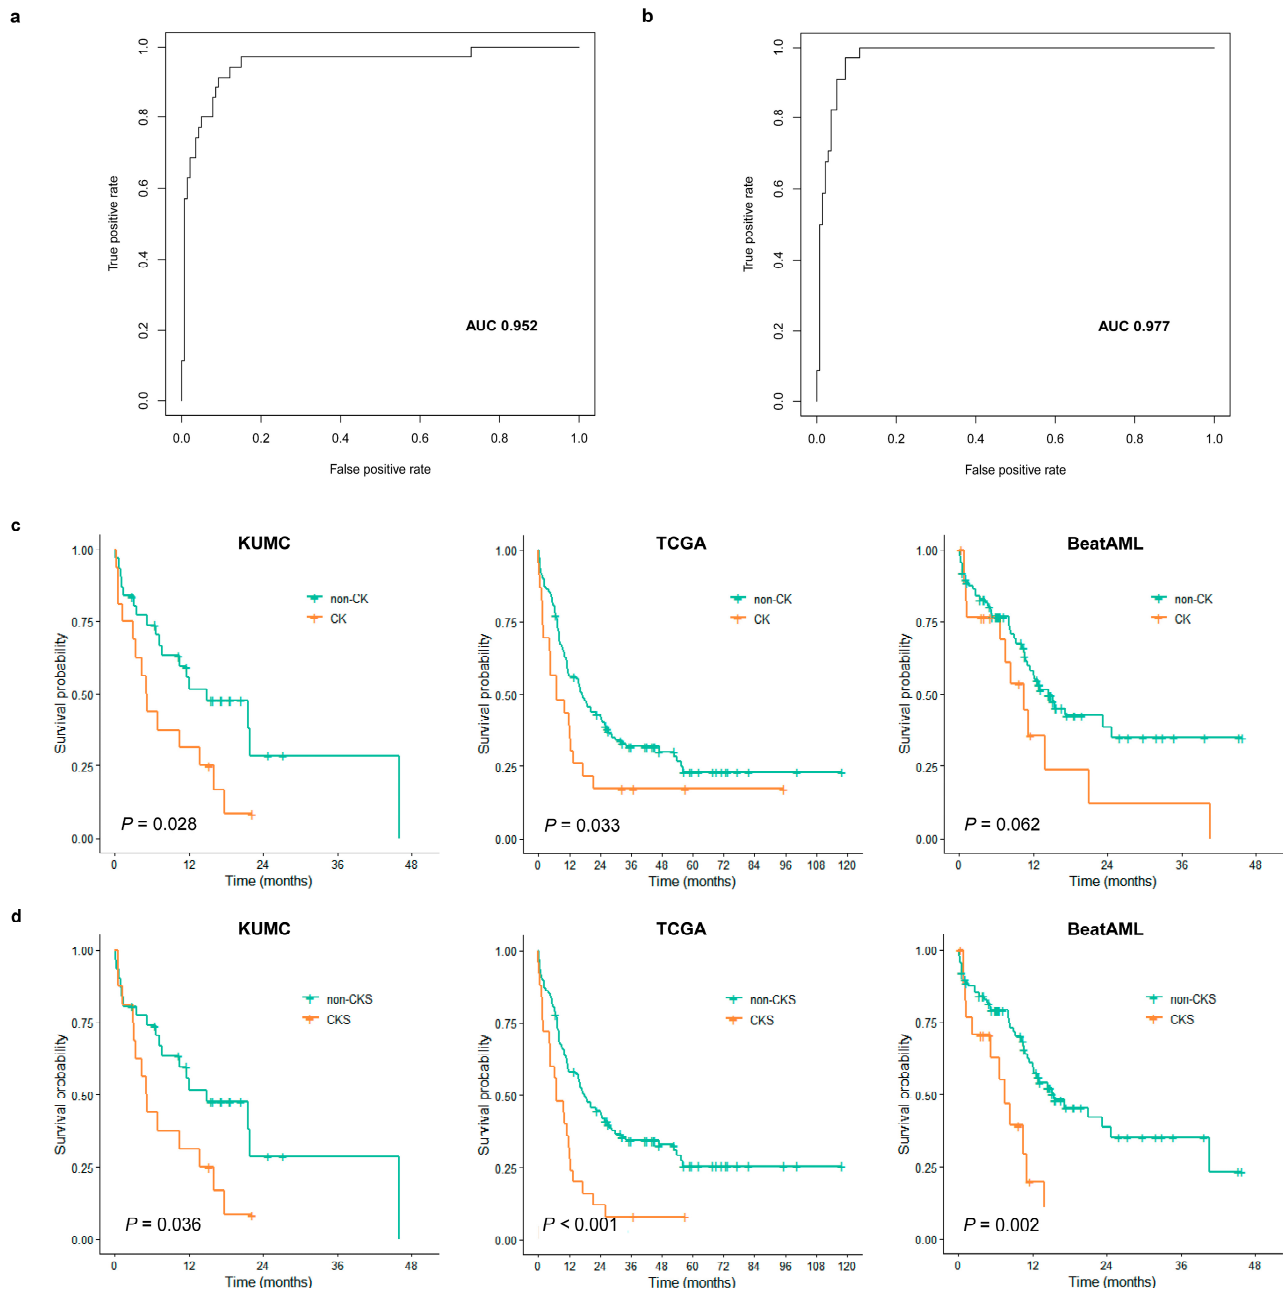 a
1.0
0.8
0.6
0.4
0.2
0.0
True positive rate
AUC 0.952
0.0 0.2 0.4 0.6 0.8 1.0
False positive rate
b
1.0
0.8
0.6
0.4
0.2
0.0
True positive rate
AUC 0.977
0.0 0.2 0.4 0.6 0.8 1.0
False positive rate
c
KUMC
1.00
0.75
0.50
0.25
0.00
Survival probability
non-CK
CK
P = 0.028
0 12 24 36 48
Time (months)
TCGA
1.00
0.75
0.50
0.25
0.00
Survival probability
non-CK
CK
P = 0.033
0 12 24 36 48 60 72 84 96 108 120
Time (months)
BeatAML
1.00
0.75
0.50
0.25
0.00
Survival probability
non-CK
CK
P = 0.062
0 12 24 36 48
Time (months)
d
KUMC
1.00
0.75
0.50
0.25
0.00
Survival probability
non-CKS
CKS
P = 0.036
0 12 24 36 48
Time (months)
TCGA
1.00
0.75
0.50
0.25
0.00
Survival probability
non-CKS
CKS
P < 0.001
0 12 24 36 48 60 72 84 96 108 120
Time (months)
BeatAML
1.00
0.75
0.50
0.25
0.00
Survival probability
non-CKS
CKS
P = 0.002
0 12 24 36 48
Time (months)